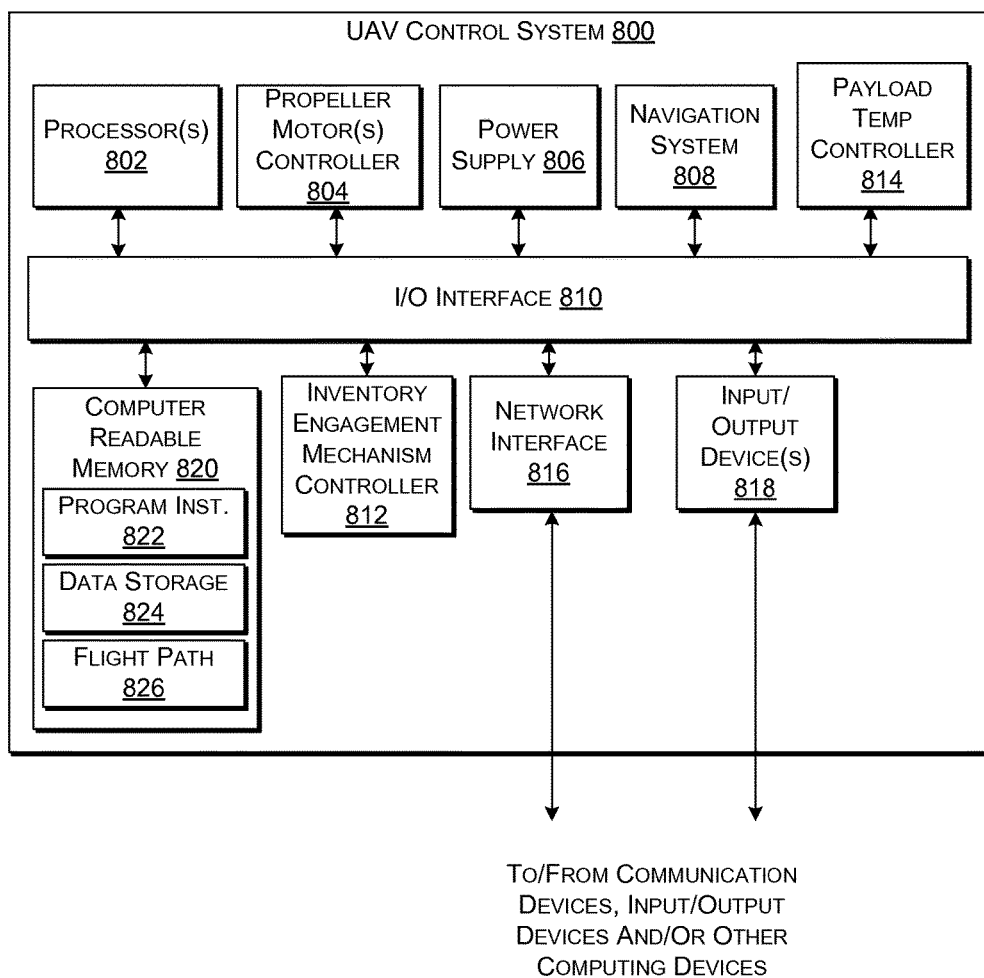 UAV CONTROL SYSTEM 800
PROCESSOR(S)
802
PROPELLER
MOTOR(S)
CONTROLLER
804
POWER
SUPPLY 806
NAVIGATION
SYSTEM
808
PAYLOAD
TEMP
CONTROLLER
814
I/O INTERFACE 810
COMPUTER
READABLE
MEMORY 820
PROGRAM INST.
822
DATA STORAGE
824
FLIGHT PATH
826
INVENTORY
ENGAGEMENT
MECHANISM
CONTROLLER
812
NETWORK
INTERFACE
816
INPUT/
OUTPUT
DEVICE(S)
818
TO/FROM COMMUNICATION
DEVICES, INPUT/OUTPUT
DEVICES AND/OR OTHER
COMPUTING DEVICES